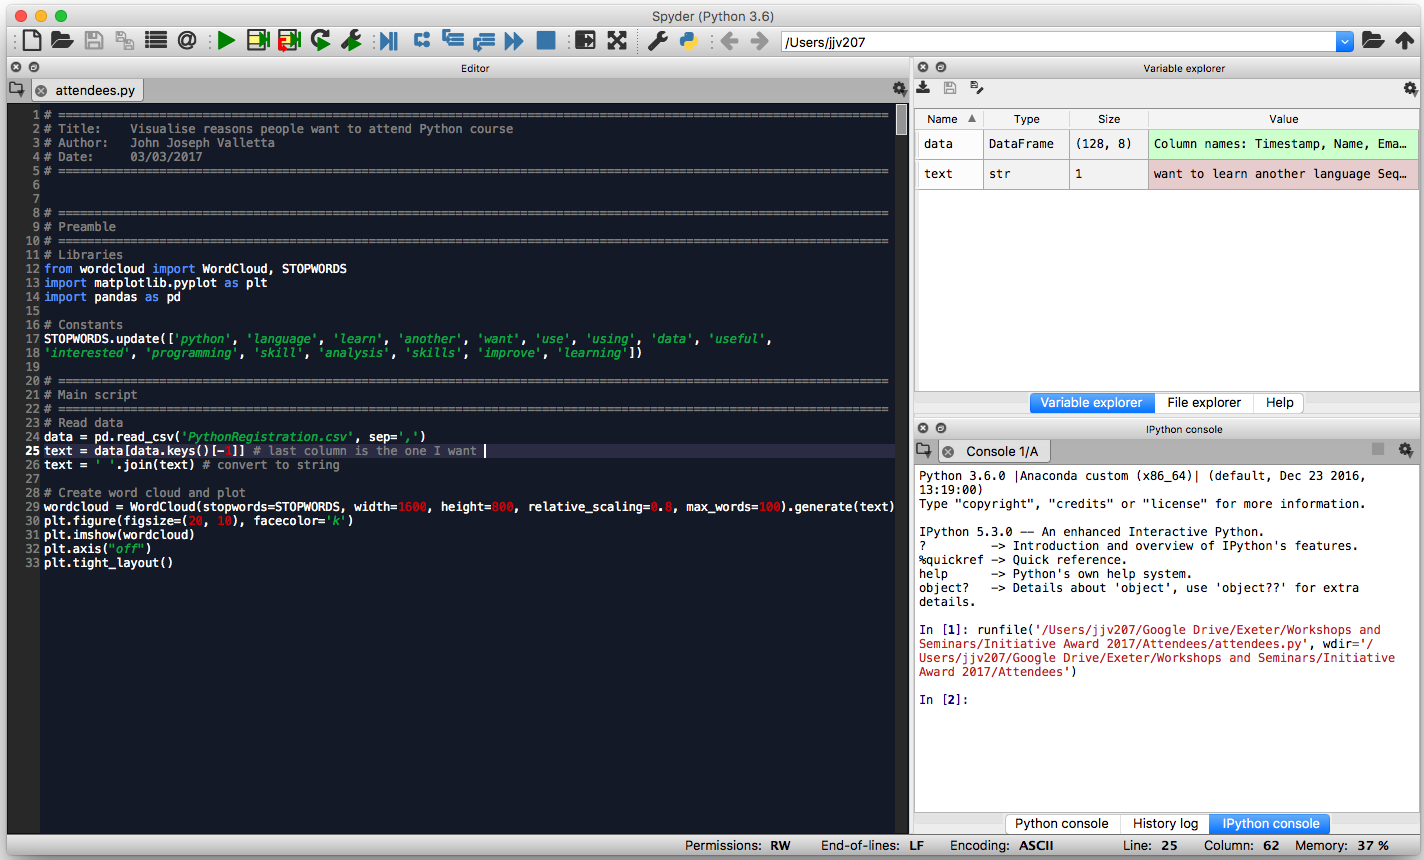 Spyder (Python 3.6)
/Users/jjv207
Editor
attendees.py
1 # ====================================================================================================================
2 # Title:    Visualise reasons people want to attend Python course
3 # Author:   John Joseph Valletta
4 # Date:     03/03/2017
5 # ====================================================================================================================
6
7
8 # ====================================================================================================================
9 # Preamble
10 # ====================================================================================================================
11 # Libraries
12 from wordcloud import WordCloud, STOPWORDS
13 import matplotlib.pyplot as plt
14 import pandas as pd
15
16 # Constants
17 STOPWORDS.update(['python', 'language', 'learn', 'another', 'want', 'use', 'using', 'data', 'useful',
18 'interested', 'programming', 'skill', 'analysis', 'skills', 'improve', 'learning'])
19
20 # ====================================================================================================================
21 # Main script
22 # ====================================================================================================================
23 # Read data
24 data = pd.read_csv('PythonRegistration.csv', sep=',')
25 text = data[data.keys()[-1]] # last column is the one I want
26 text = ' '.join(text) # convert to string
27
28 # Create word cloud and plot
29 wordcloud = WordCloud(stopwords=STOPWORDS, width=1600, height=800, relative_scaling=0.8, max_words=100).generate(text)
30 plt.figure(figsize=(20, 10), facecolor='k')
31 plt.imshow(wordcloud)
32 plt.axis("off")
33 plt.tight_layout()
Variable explorer
Name Type Size Value
data DataFrame (128, 8) Column names: Timestamp, Name, Ema…
text str 1 want to learn another language Seq…
Variable explorer File explorer Help
IPython console
Console 1/A
Python 3.6.0 |Anaconda custom (x86_64)| (default, Dec 23 2016,
13:19:00)
Type "copyright", "credits" or "license" for more information.

IPython 5.3.0 -- An enhanced Interactive Python.
?         -> Introduction and overview of IPython's features.
%quickref -> Quick reference.
help      -> Python's own help system.
object?   -> Details about 'object', use 'object??' for extra
details.

In [1]: runfile('/Users/jjv207/Google Drive/Exeter/Workshops and
Seminars/Initiative Award 2017/Attendees/attendees.py', wdir='/
Users/jjv207/Google Drive/Exeter/Workshops and Seminars/Initiative
Award 2017/Attendees')

In [2]:
Python console History log IPython console
Permissions: RW End-of-lines: LF Encoding: ASCII Line: 25 Column: 62 Memory: 37 %